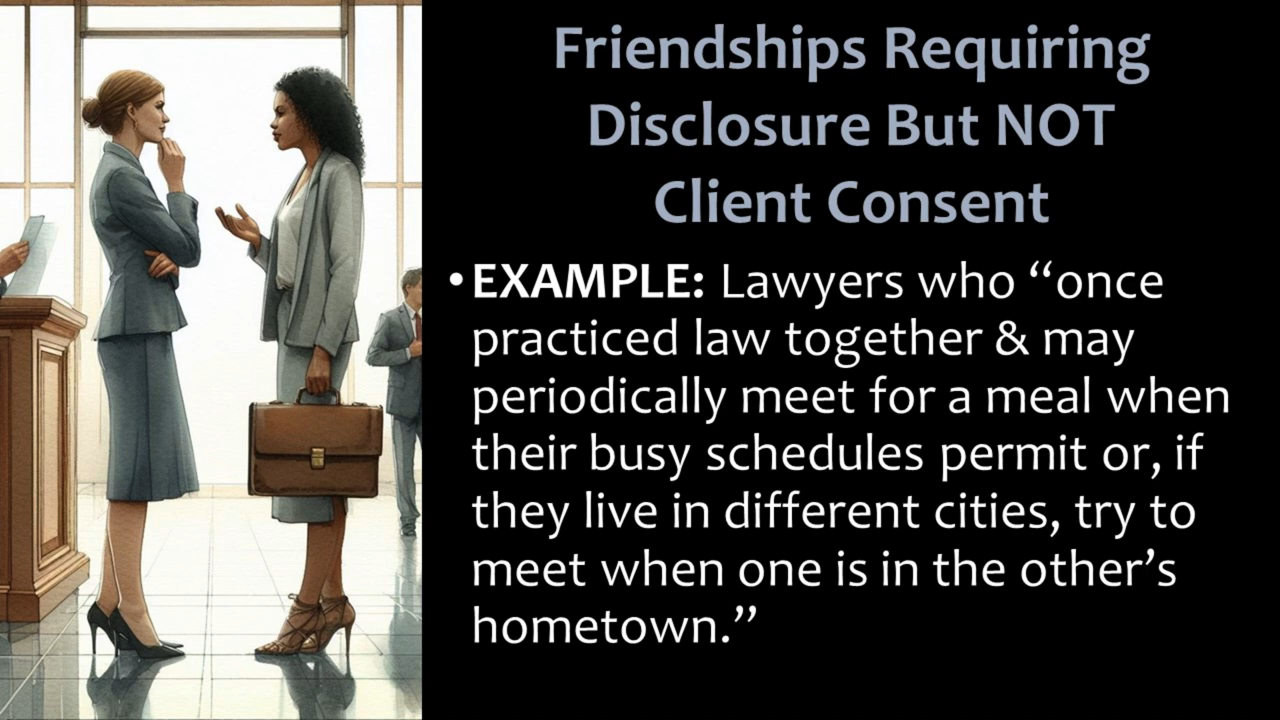 Friendships Requiring
Disclosure But NOT
Client Consent
•EXAMPLE: Lawyers who “once
practiced law together & may
periodically meet for a meal when
their busy schedules permit or, if
they live in different cities, try to
meet when one is in the other’s
hometown.”